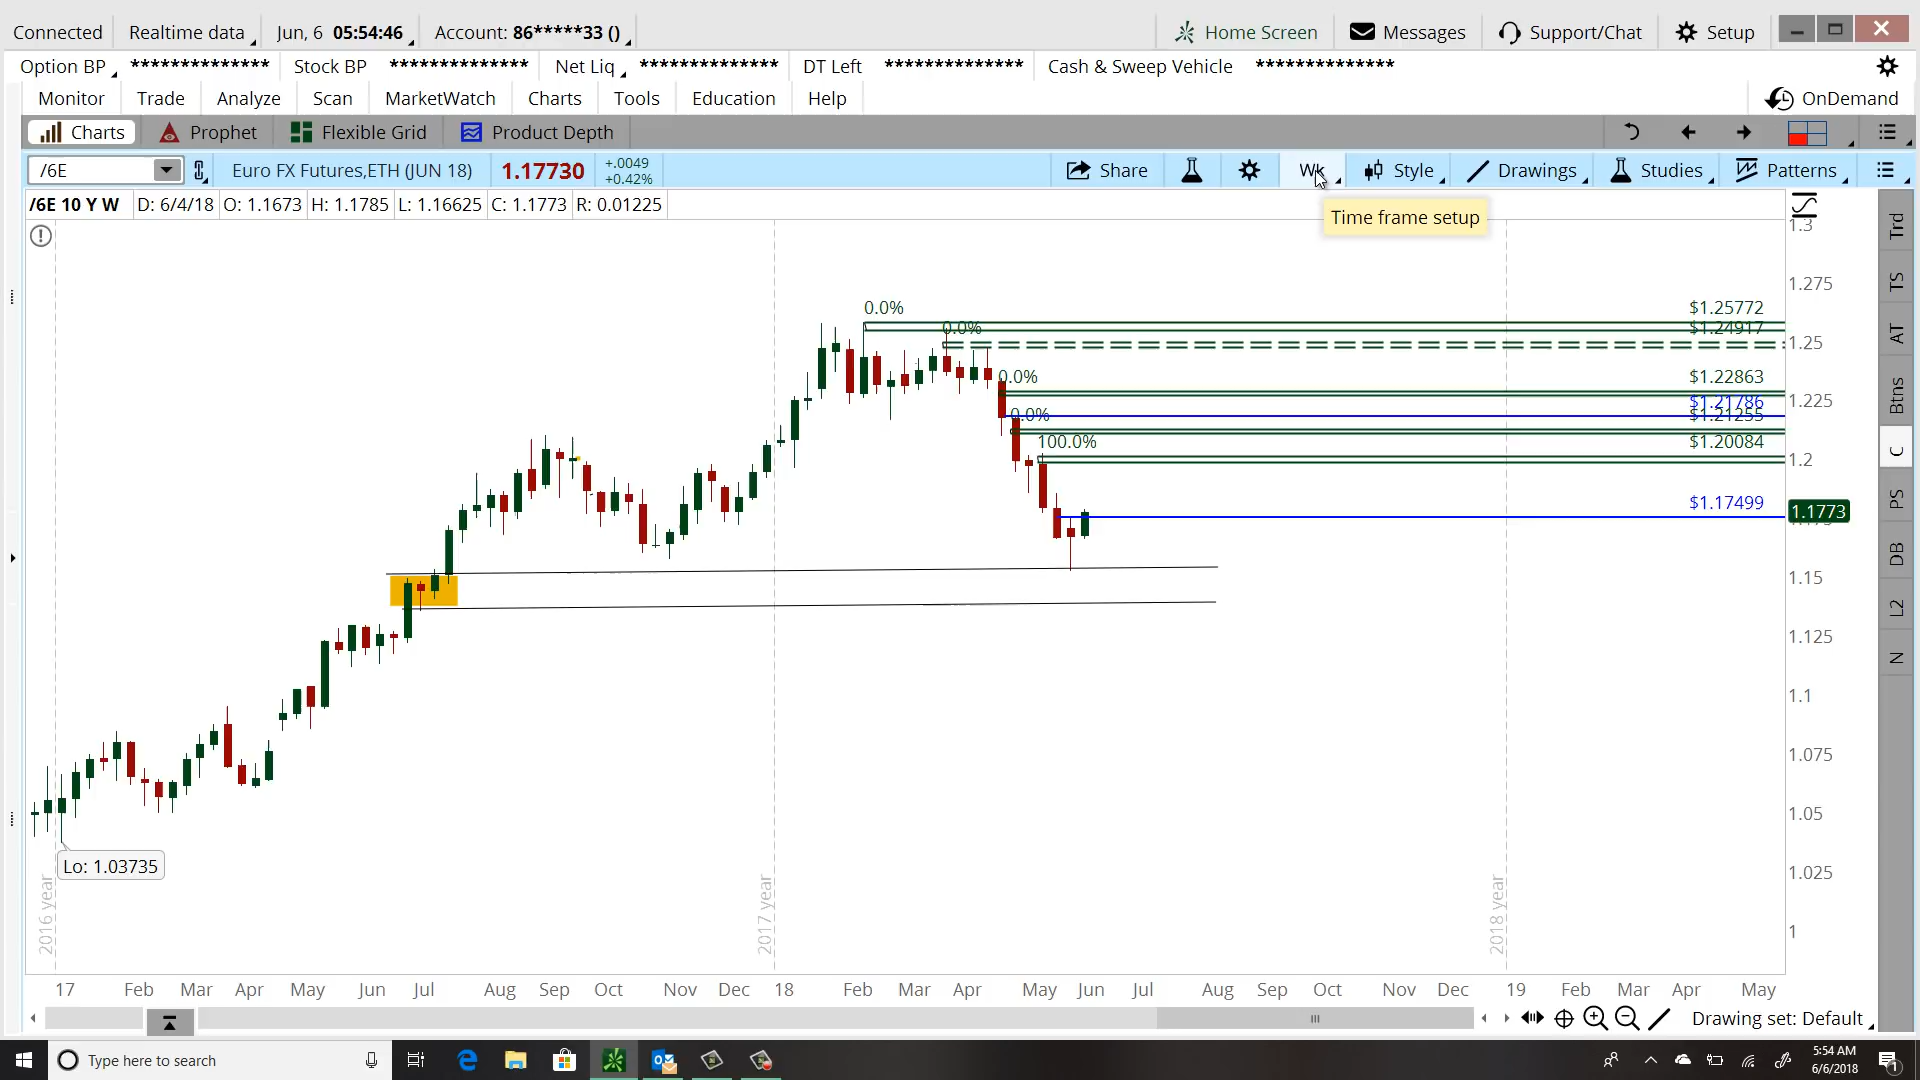 Connected Realtime data Jun, 6 05:54:46 Account: 86*****33 () Home Screen Messages Support/Chat Setup
Option BP ************** Stock BP ************** Net Liq ************** DT Left ************** Cash & Sweep Vehicle **************
Monitor Trade Analyze Scan MarketWatch Charts Tools Education Help OnDemand
Charts Prophet Flexible Grid Product Depth
/6E Euro FX Futures,ETH (JUN 18) 1.17730 +.0049 Share Wk Style Drawings Studies Patterns
+0.42%
/6E 10 Y W D: 6/4/18 O: 1.1673 H: 1.1785 L: 1.16625 C: 1.1773 R: 0.01225
Time frame setup
Trd
1.3
TS
1.275
0.0% $1.25772
0.0% $1.24917
AT
1.25
0.0% $1.22863
Btns
1.225
$1.21786
0.0% $1.21255
100.0% $1.20084
C
1.2
PS
$1.17499
1.1773
DB
1.15
L2
1.125
N
1.1
1.075
1.05
Lo: 1.03735
1.025
2016 year 2017 year 2018 year
1
17 Feb Mar Apr May Jun Jul Aug Sep Oct Nov Dec 18 Feb Mar Apr May Jun Jul Aug Sep Oct Nov Dec 19 Feb Mar Apr May
Drawing set: Default
Type here to search
5:54 AM
6/6/2018
1